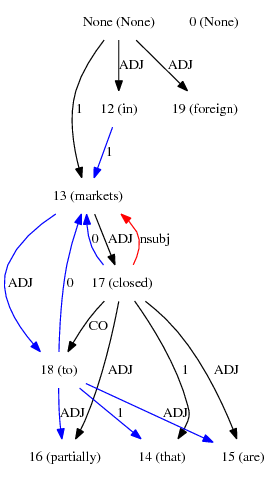 None (None) 0 (None)
ADJ ADJ
1 12 (in) 19 (foreign)
1
13 (markets)
0 ADJ nsubj
ADJ 0 17 (closed)
CO
18 (to) ADJ 1 ADJ
ADJ 1 ADJ
16 (partially) 14 (that) 15 (are)